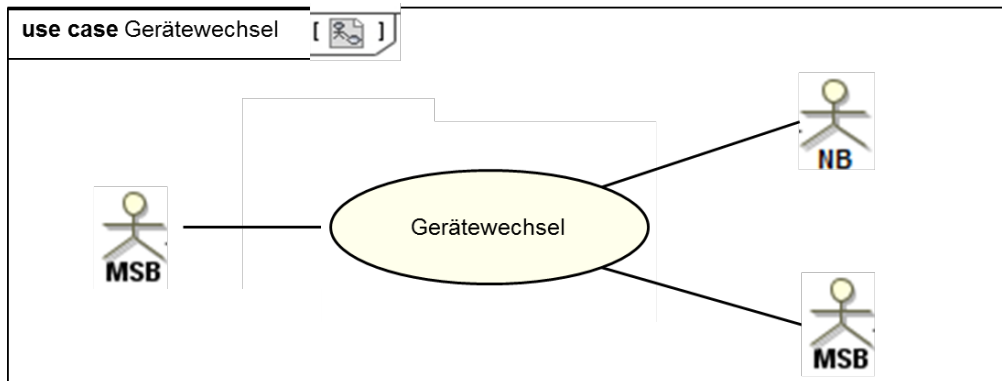 use case Gerätewechsel [ ]
NB
Gerätewechsel
MSB
MSB